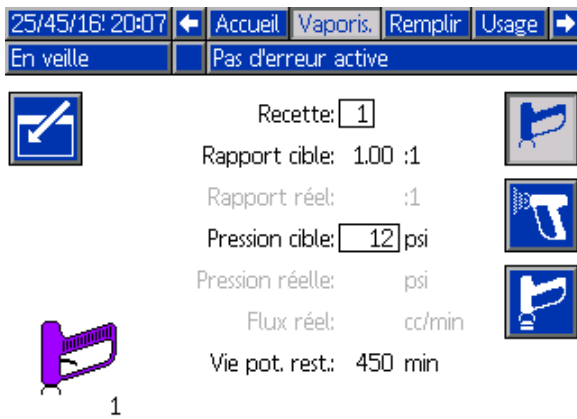 25/45/16: 20:07 Accueil Vaporis. Remplir Usage
En veille Pas d'erreur active
Recette: 1
Rapport cible: 1.00 :1
Rapport réel: :1
Pression cible: 12 psi
Pression réelle: psi
Flux réel: cc/min
Vie pot. rest.: 450 min
1